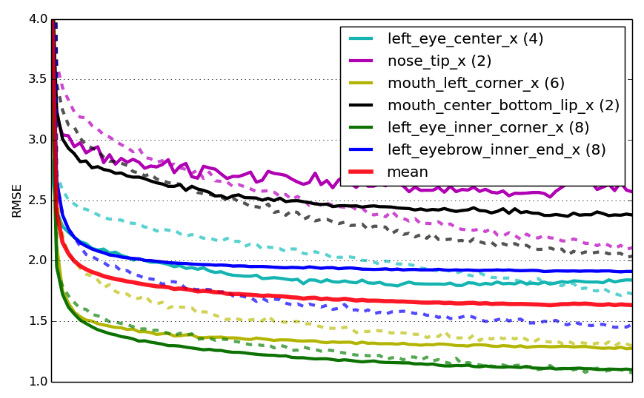 4.0
3.5
3.0
2.5
2.0
1.5
1.0
RMSE
left_eye_center_x (4)
nose_tip_x (2)
mouth_left_corner_x (6)
mouth_center_bottom_lip_x (2)
left_eye_inner_corner_x (8)
left_eyebrow_inner_end_x (8)
mean